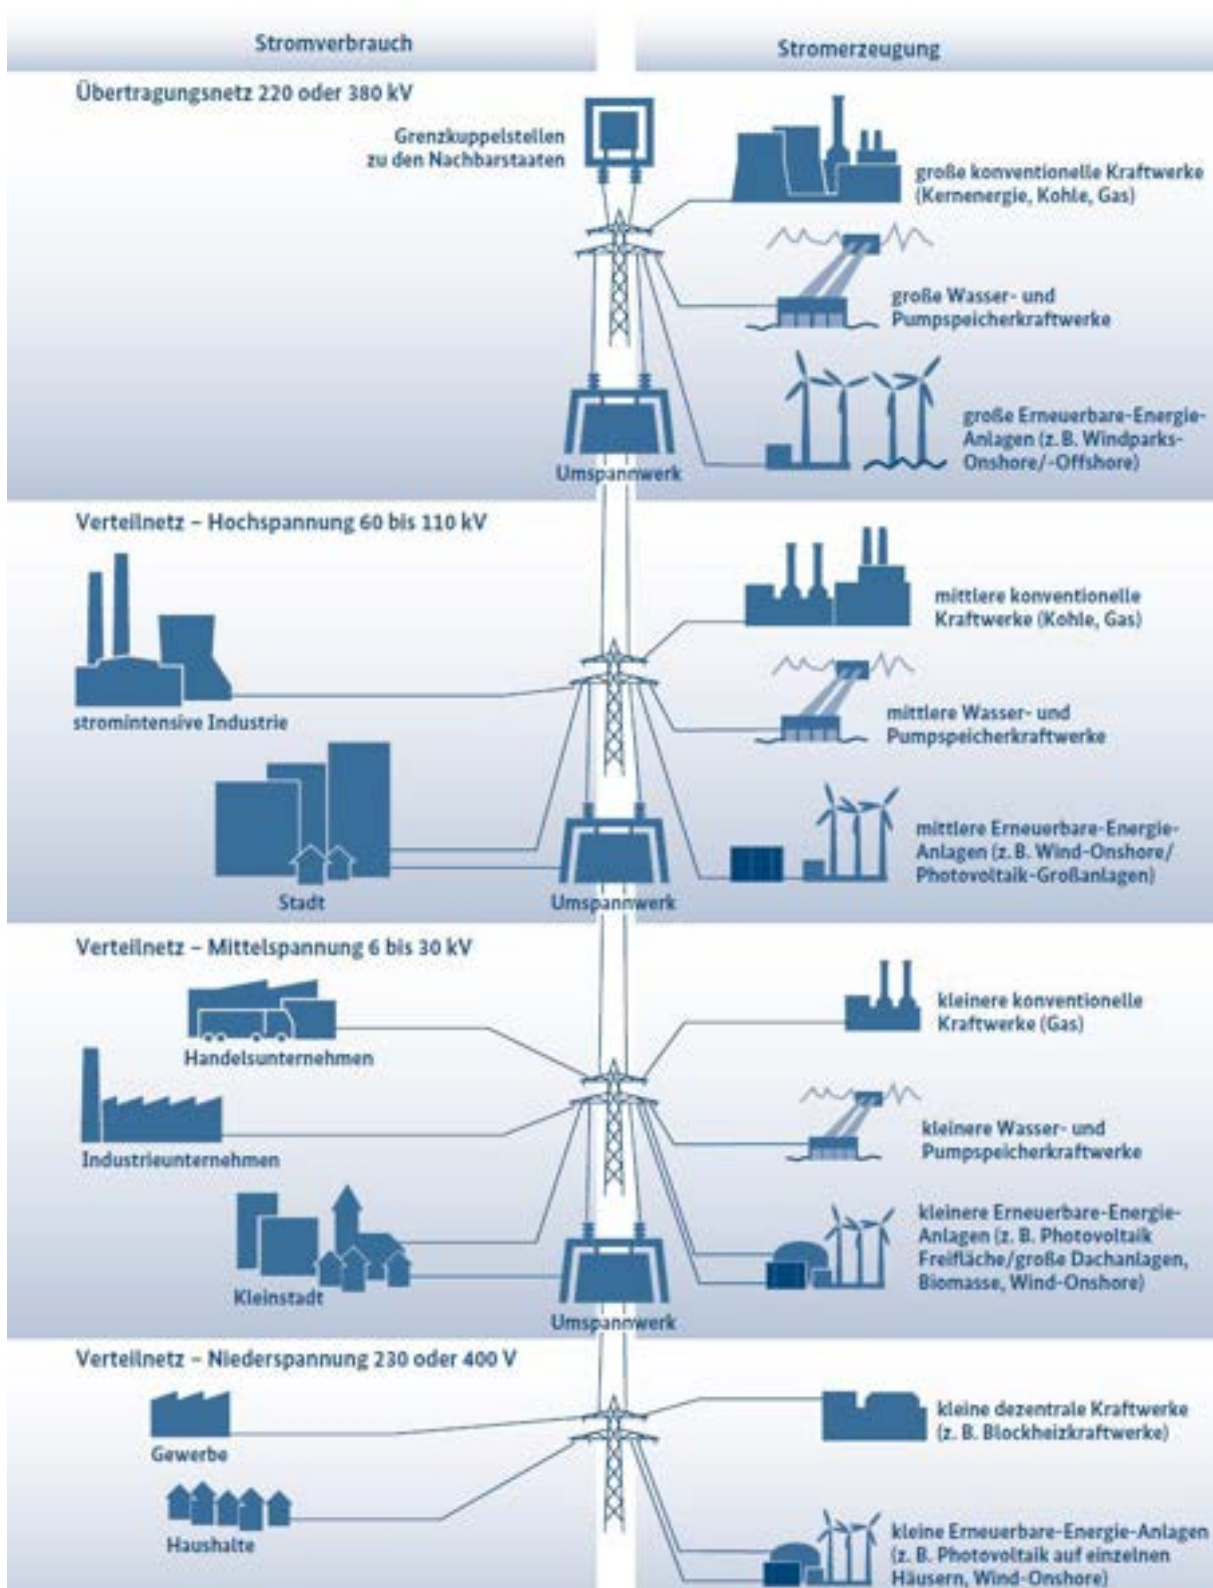 Stromverbrauch
Stromerzeugung
Übertragungsnetz 220 oder 380 kV
Grenzkuppelstellen
zu den Nachbarstaaten
große konventionelle Kraftwerke
(Kernenergie, Kohle, Gas)
große Wasser- und
Pumpspeicherkraftwerke
große Erneuerbare-Energie-
Anlagen (z. B. Windparks-
Onshore/-Offshore)
Umspannwerk
Verteilnetz – Hochspannung 60 bis 110 kV
stromintensive Industrie
Stadt
mittlere konventionelle
Kraftwerke (Kohle, Gas)
mittlere Wasser- und
Pumpspeicherkraftwerke
mittlere Erneuerbare-Energie-
Anlagen (z. B. Wind-Onshore/
Photovoltaik-Großanlagen)
Umspannwerk
Verteilnetz – Mittelspannung 6 bis 30 kV
Handelsunternehmen
Industrieunternehmen
Kleinstadt
kleinere konventionelle
Kraftwerke (Gas)
kleinere Wasser- und
Pumpspeicherkraftwerke
kleinere Erneuerbare-Energie-
Anlagen (z. B. Photovoltaik
Freifläche/große Dachanlagen,
Biomasse, Wind-Onshore)
Umspannwerk
Verteilnetz – Niederspannung 230 oder 400 V
Gewerbe
Haushalte
kleine dezentrale Kraftwerke
(z. B. Blockheizkraftwerke)
kleine Erneuerbare-Energie-Anlagen
(z. B. Photovoltaik auf einzelnen
Häusern, Wind-Onshore)